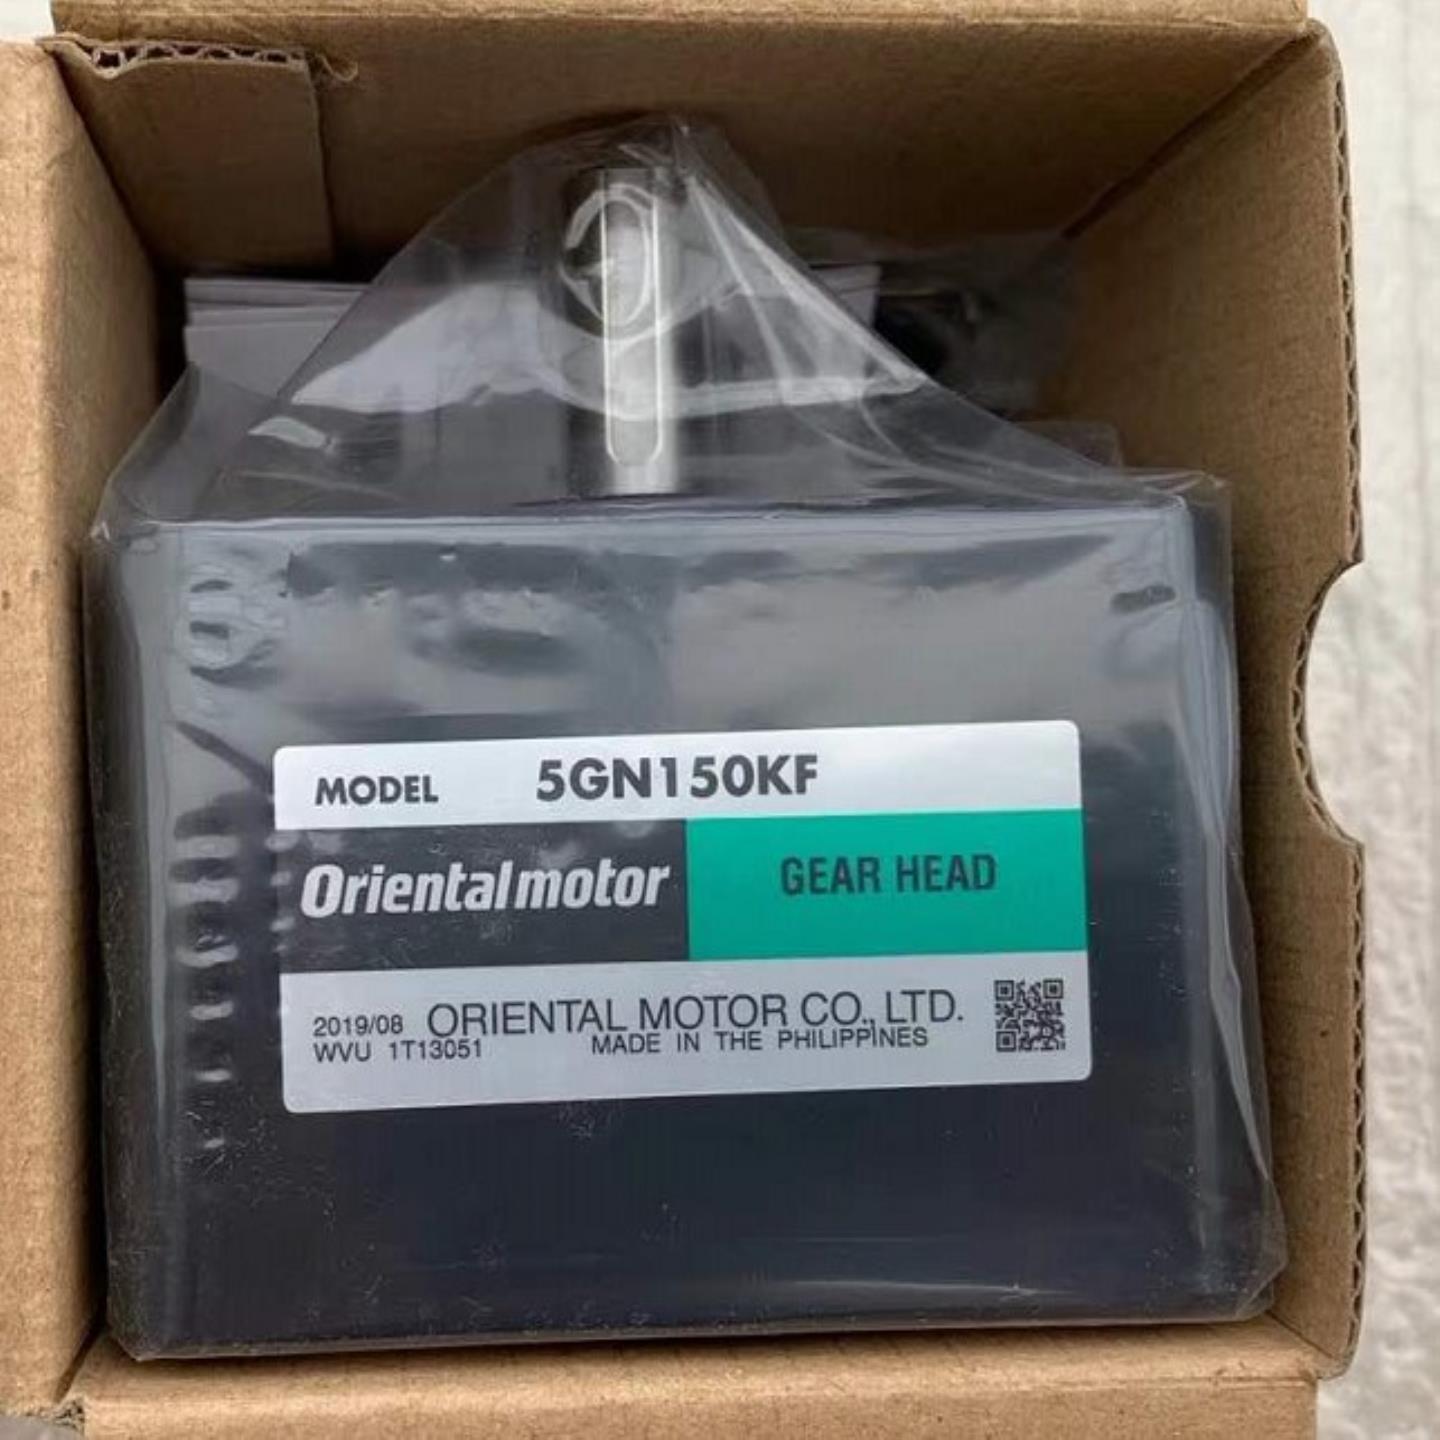 MODEL 5GN150KF
Orientalmotor GEAR HEAD
2019/08 ORIENTAL MOTOR CO., LTD.
WVU 1T13051 MADE IN THE PHILIPPINES